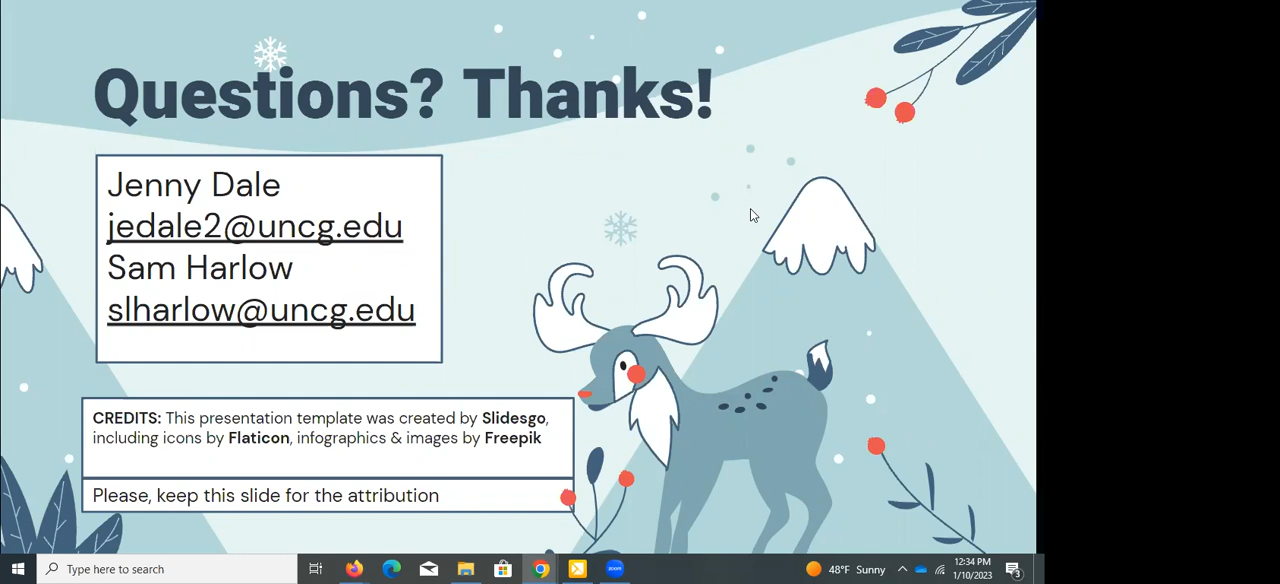 Questions? Thanks!
Jenny Dale
jedale2@uncg.edu
Sam Harlow
slharlow@uncg.edu
CREDITS: This presentation template was created by Slidesgo,
including icons by Flaticon, infographics & images by Freepik
Please, keep this slide for the attribution
Type here to search
zoom
48°F Sunny
12:34 PM
1/10/2023
3